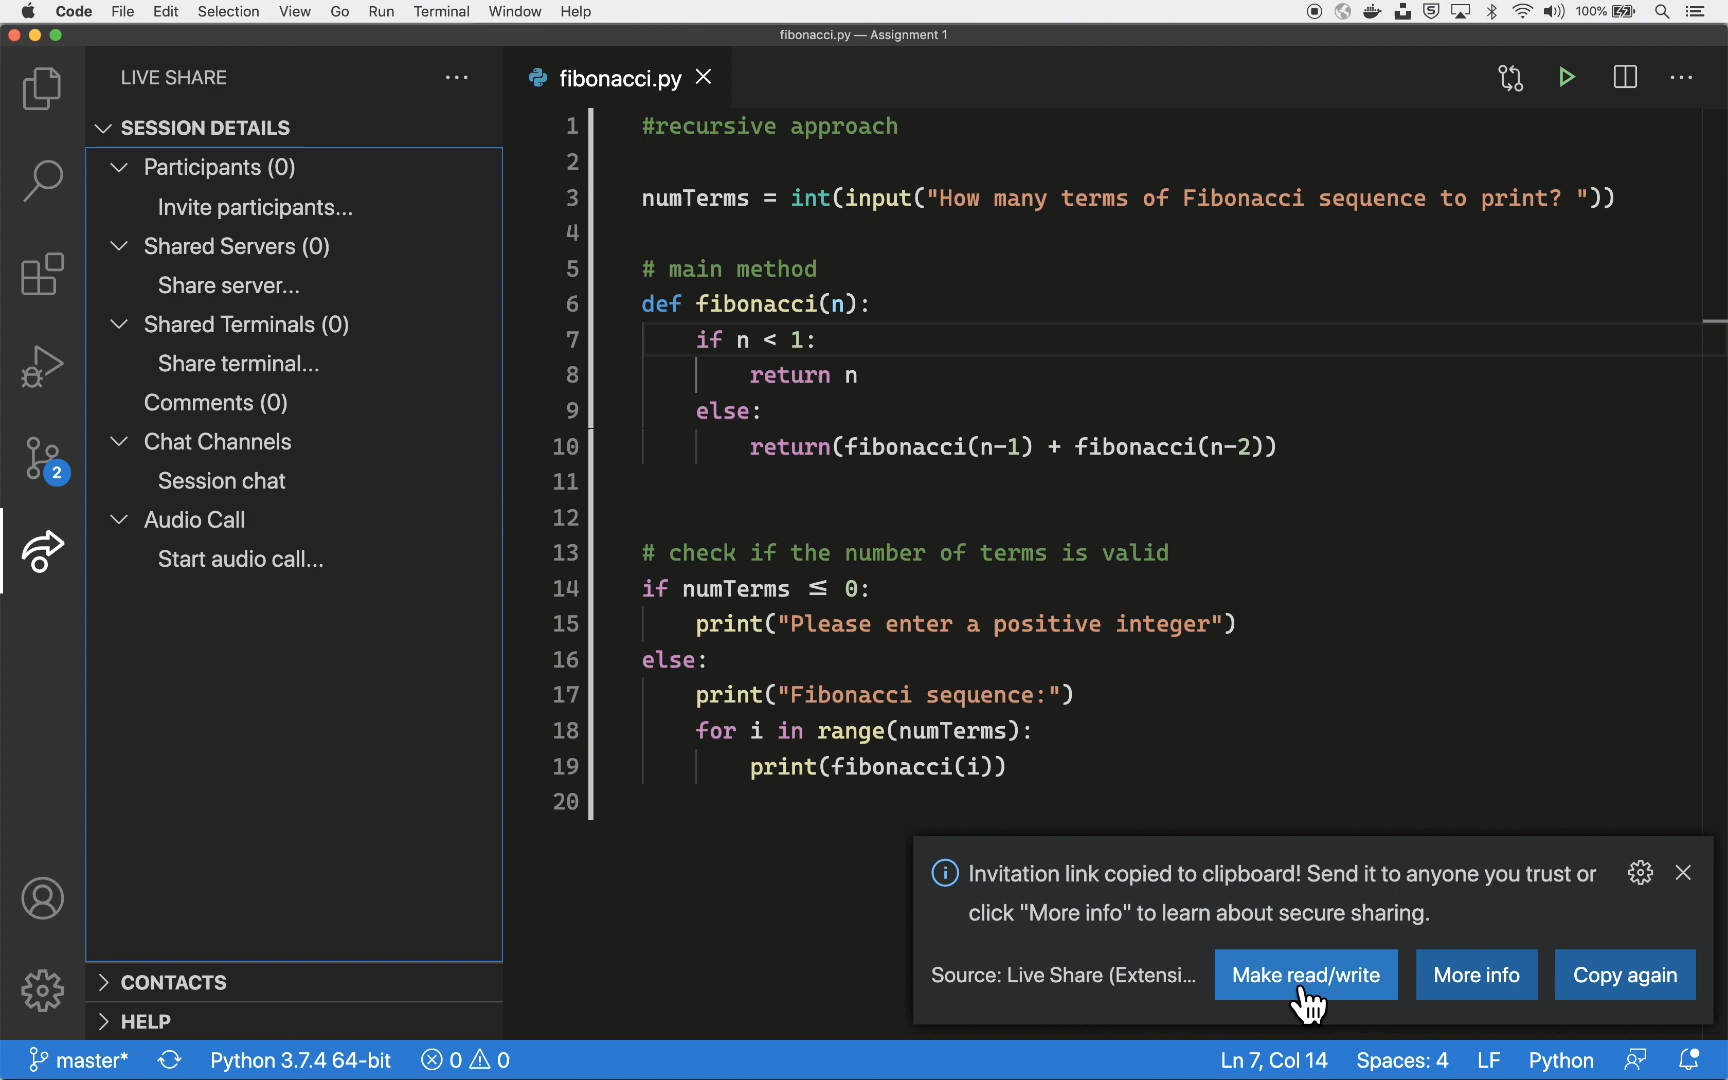 Code File Edit Selection View Go Run Terminal Window Help 100%
fibonacci.py — Assignment 1
LIVE SHARE
fibonacci.py
SESSION DETAILS
Participants (0)
Invite participants...
Shared Servers (0)
Share server...
Shared Terminals (0)
Share terminal...
Comments (0)
Chat Channels
Session chat
Audio Call
Start audio call...
2
CONTACTS
HELP
1 #recursive approach
2
3 numTerms = int(input("How many terms of Fibonacci sequence to print? "))
4
5 # main method
6 def fibonacci(n):
7 if n < 1:
8 return n
9 else:
10 return(fibonacci(n-1) + fibonacci(n-2))
11
12
13 # check if the number of terms is valid
14 if numTerms ≤ 0:
15 print("Please enter a positive integer")
16 else:
17 print("Fibonacci sequence:")
18 for i in range(numTerms):
19 print(fibonacci(i))
20
Invitation link copied to clipboard! Send it to anyone you trust or
click "More info" to learn about secure sharing.
Source: Live Share (Extensi... Make read/write More info Copy again
master* Python 3.7.4 64-bit 0 0 Ln 7, Col 14 Spaces: 4 LF Python